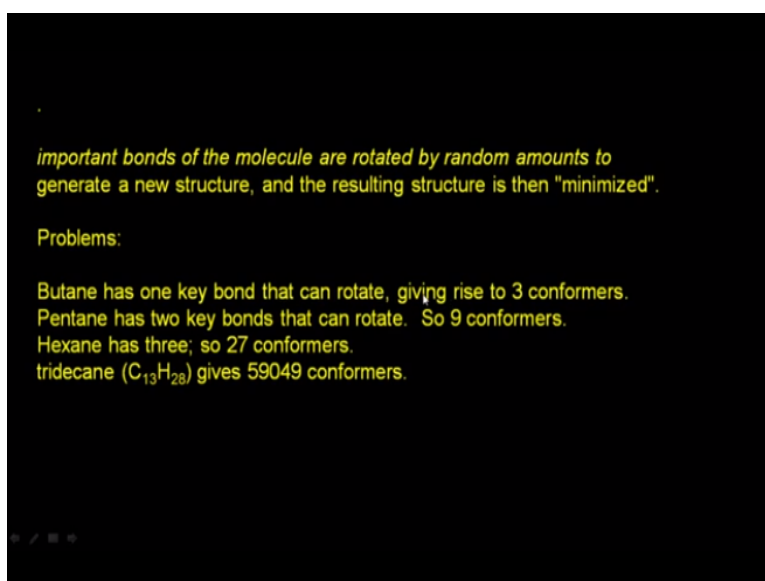 .
important bonds of the molecule are rotated by random amounts to
generate a new structure, and the resulting structure is then "minimized".
Problems:
Butane has one key bond that can rotate, giving rise to 3 conformers.
Pentane has two key bonds that can rotate.  So 9 conformers.
Hexane has three; so 27 conformers.
tridecane (C₁₃H₂₈) gives 59049 conformers.